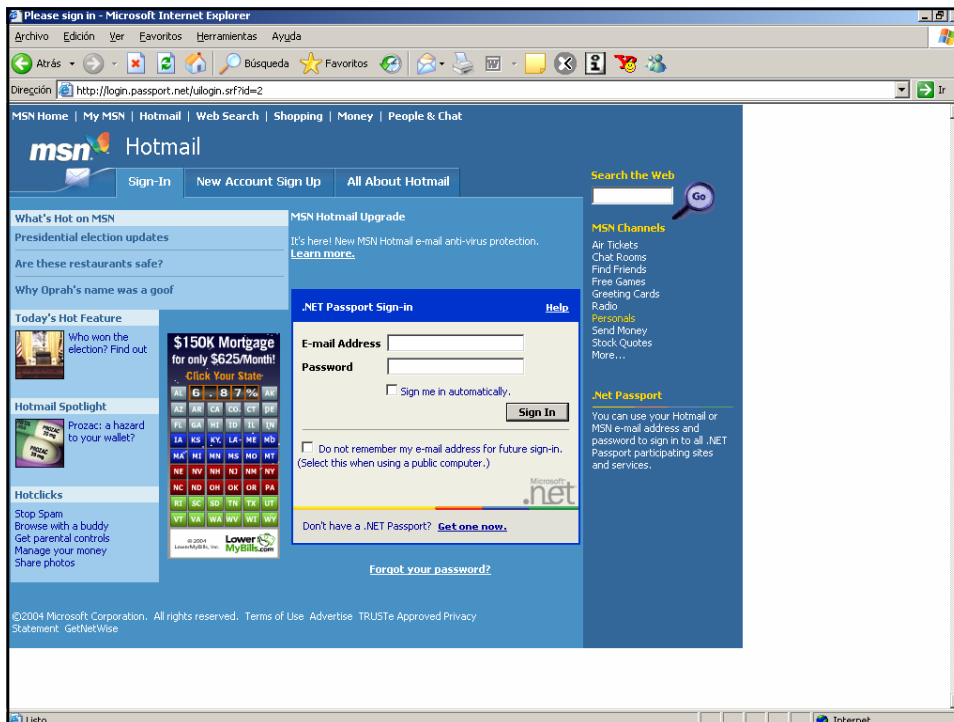 Please sign in - Microsoft Internet Explorer
Archivo Edición Ver Favoritos Herramientas Ayuda
Atrás Búsqueda Favoritos
Dirección http://login.passport.net/uilogin.srf?id=2 Ir
MSN Home | My MSN | Hotmail | Web Search | Shopping | Money | People & Chat
msn Hotmail
Sign-In New Account Sign Up All About Hotmail
What's Hot on MSN
Presidential election updates
Are these restaurants safe?
Why Oprah's name was a goof
Today's Hot Feature
Who won the
election? Find out
Hotmail Spotlight
PROZAC
20 mg
Prozac: a hazard
to your wallet?
Hotclicks
Stop Spam
Browse with a buddy
Get parental controls
Manage your money
Share photos
$150K Mortgage
for only $625/Month!
Click Your State
AL 6 . 8 7 % AK
AZ AR CA CO CT DE
FL GA HI ID IL IN
IA KS KY LA ME MD
MA MI MN MS MO MT
NE NV NH NJ NM NY
NC ND OH OK OR PA
RI SC SD TN TX UT
VT VA WA WV WI WY
© 2004
LowerMyBills, Inc.
Lower
MyBills.com
MSN Hotmail Upgrade
It's here! New MSN Hotmail e-mail anti-virus protection.
Learn more.
.NET Passport Sign-in Help
E-mail Address
Password
Sign me in automatically.
Sign In
Do not remember my e-mail address for future sign-in.
(Select this when using a public computer.)
Microsoft
.net
Don't have a .NET Passport? Get one now.
Forgot your password?
Search the Web
Go
MSN Channels
Air Tickets
Chat Rooms
Find Friends
Free Games
Greeting Cards
Radio
Personals
Send Money
Stock Quotes
More...
.Net Passport
You can use your Hotmail or
MSN e-mail address and
password to sign in to all .NET
Passport participating sites
and services.
©2004 Microsoft Corporation. All rights reserved. Terms of Use Advertise TRUSTe Approved Privacy
Statement GetNetWise
Listo Internet